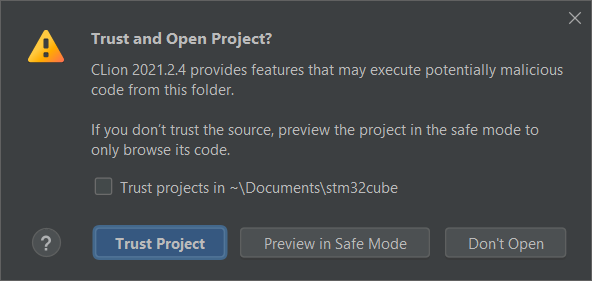 Trust and Open Project?
CLion 2021.2.4 provides features that may execute potentially malicious
code from this folder.
If you don't trust the source, preview the project in the safe mode to
only browse its code.
Trust projects in ~\Documents\stm32cube
?
Trust Project
Preview in Safe Mode
Don't Open